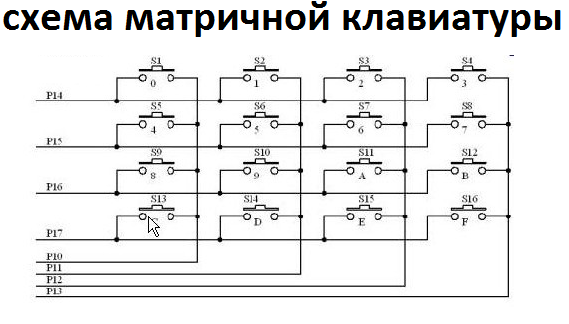 схема матричной клавиатуры
S1 S2 S3 S4
0 1 2 3
P14
S5 S6 S7 S8
4 5 6 7
P15
S9 S10 S11 S12
8 9 A B
P16
S13 S14 S15 S16
D E F
P17
P10
P11
P12
P13